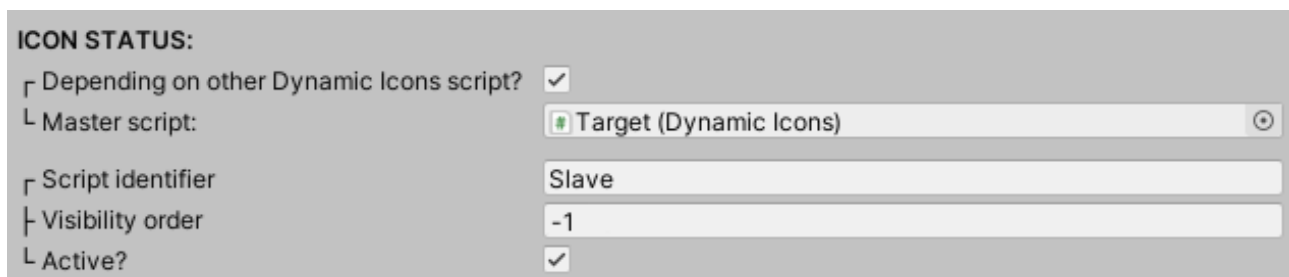 ICON STATUS:
Depending on other Dynamic Icons script?
Master script: Target (Dynamic Icons)
Script identifier Slave
Visibility order -1
Active?